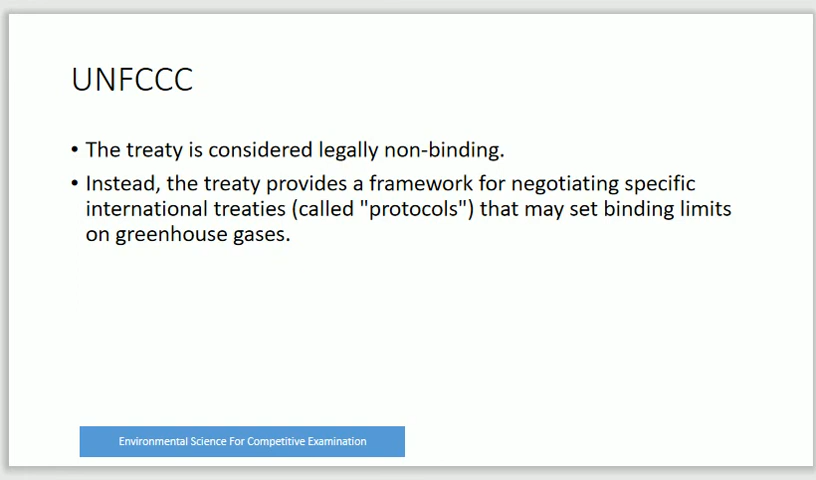 UNFCCC
• The treaty is considered legally non-binding.
• Instead, the treaty provides a framework for negotiating specific
international treaties (called "protocols") that may set binding limits
on greenhouse gases.
Environmental Science For Competitive Examination